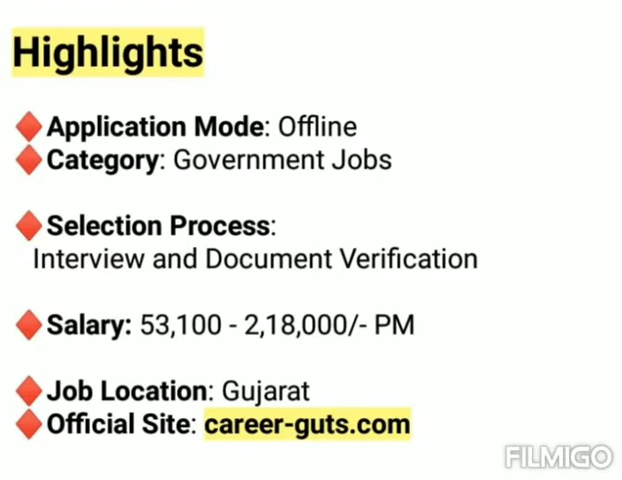 Highlights
♦Application Mode: Offline
♦Category: Government Jobs
♦Selection Process:
Interview and Document Verification
♦Salary: 53,100 - 2,18,000/- PM
♦Job Location: Gujarat
♦Official Site: career-guts.com
FILMIGO